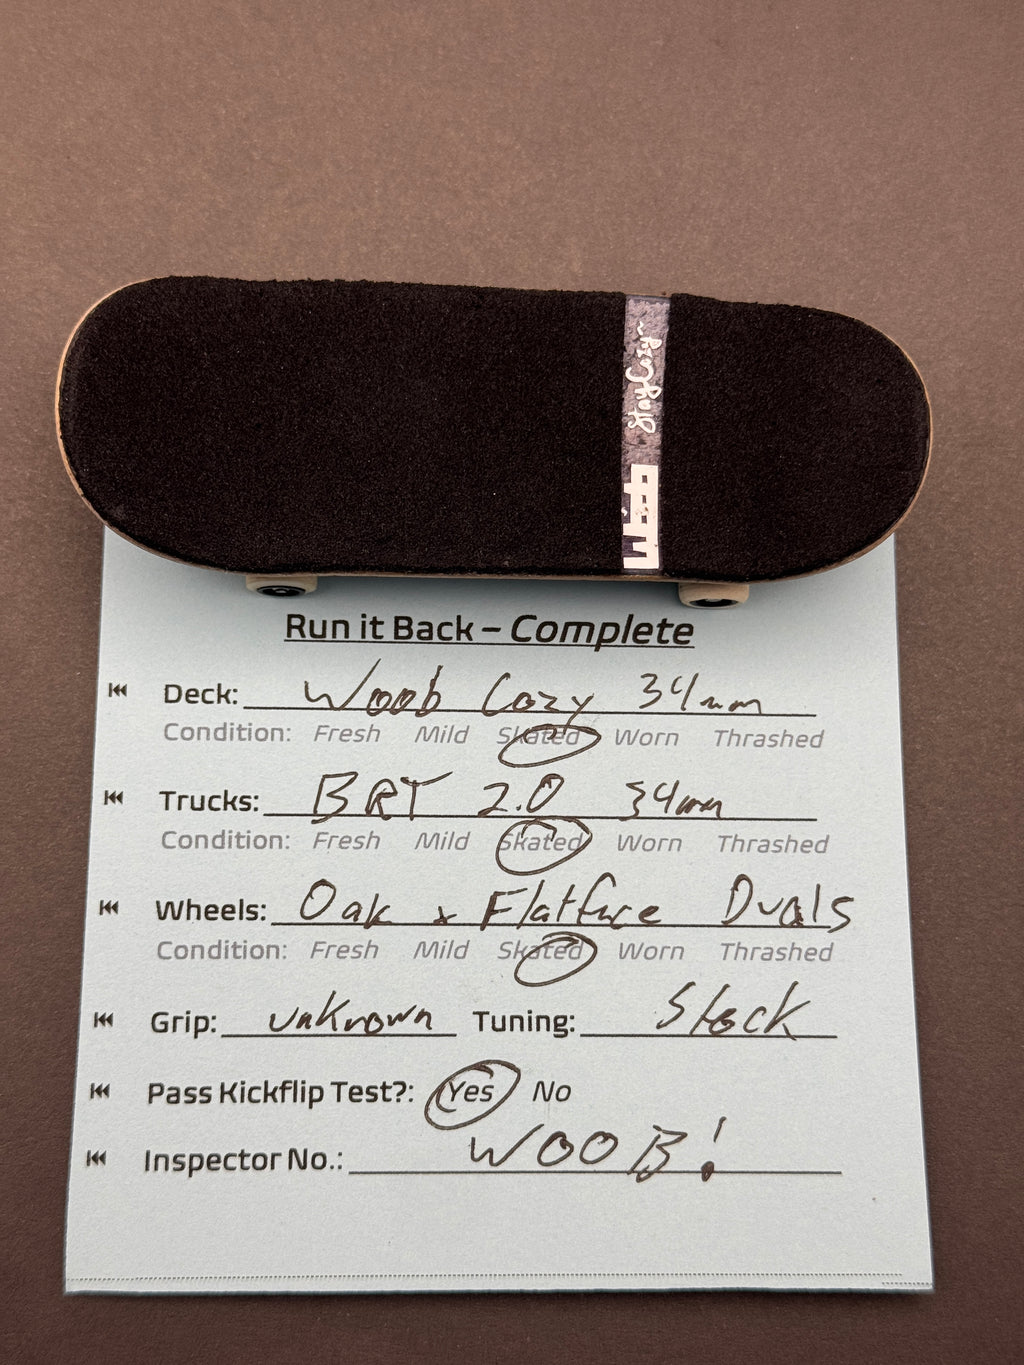 Stay Cozy
Run it Back – Complete
Deck: Woob Cozy 34mm
Condition: Fresh Mild Skated Worn Thrashed
Trucks: BRT 2.0 34mm
Condition: Fresh Mild Skated Worn Thrashed
Wheels: Oak x Flatface Duals
Condition: Fresh Mild Skated Worn Thrashed
Grip: unknown Tuning: Stock
Pass Kickflip Test?: Yes No
Inspector No.: WOOB!